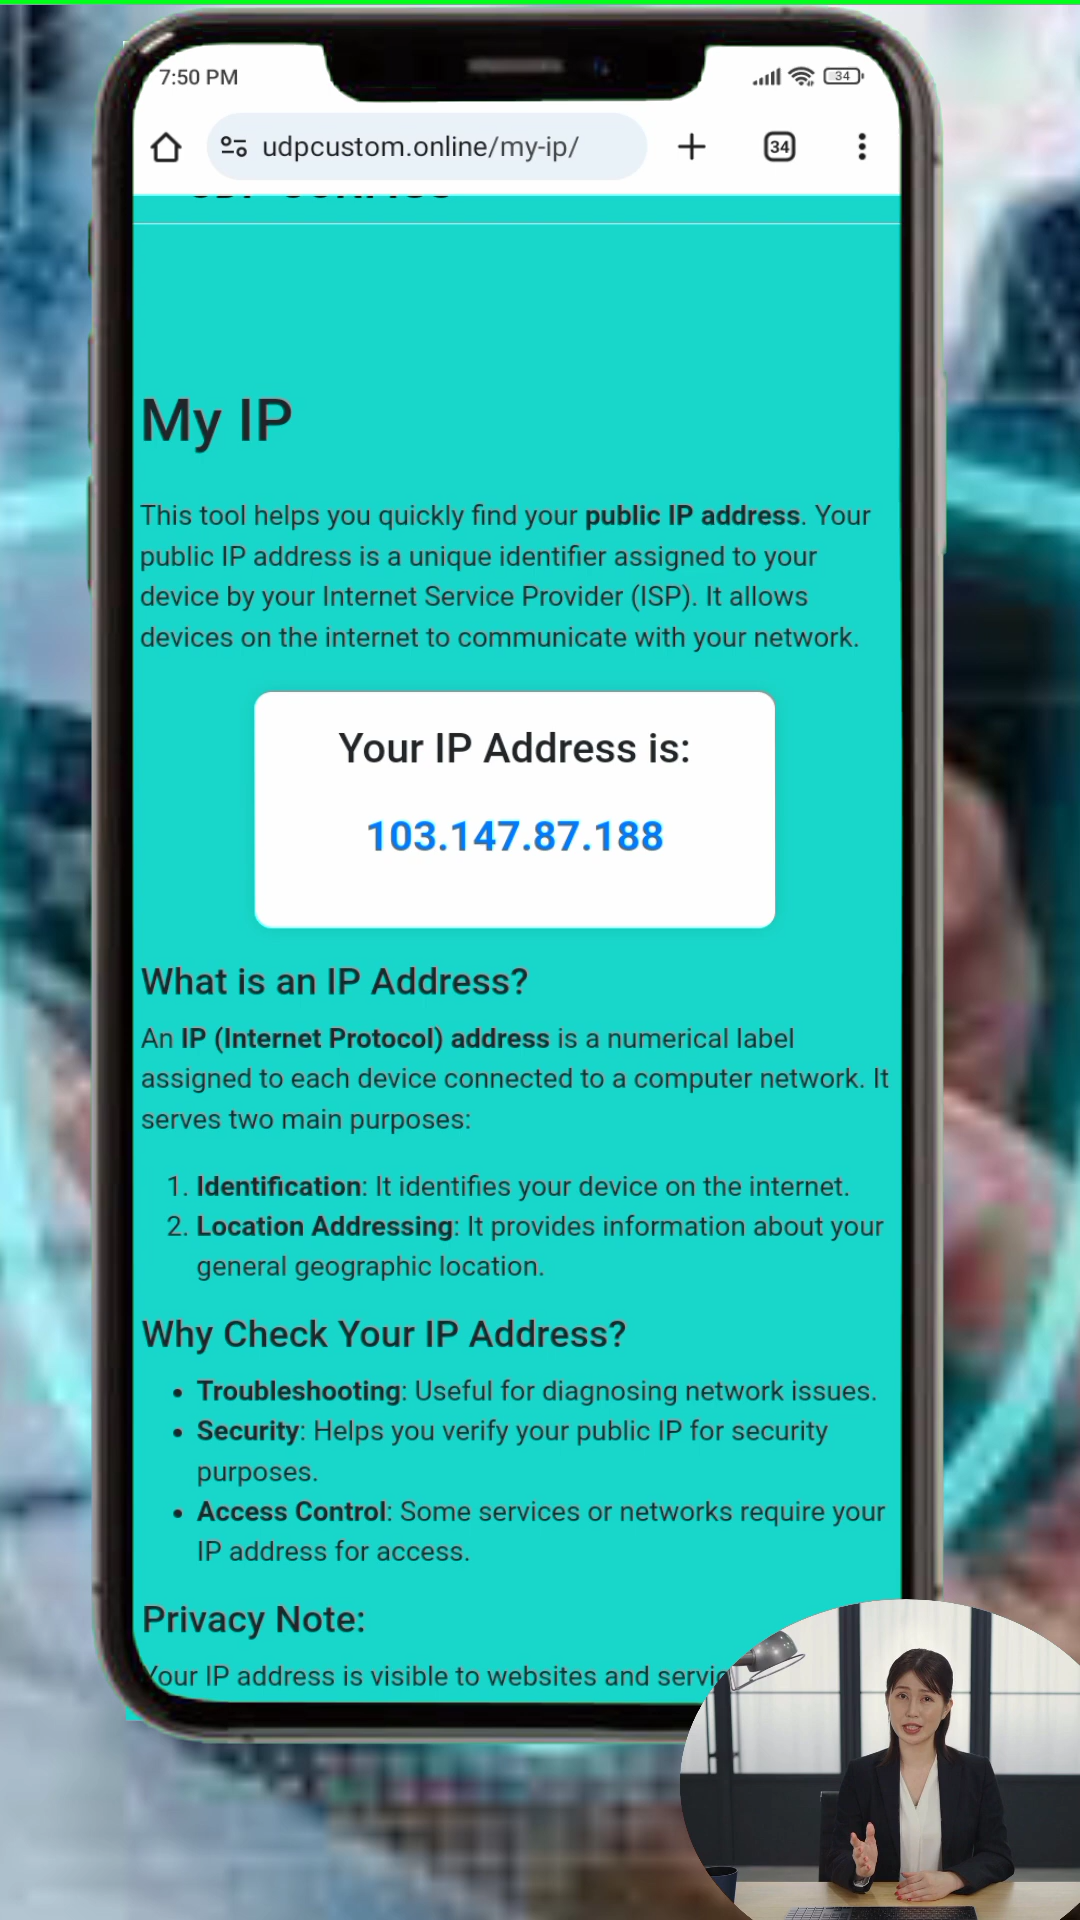 7:50 PM
34
udpcustom.online/my-ip/
34
My IP
This tool helps you quickly find your public IP address. Your
public IP address is a unique identifier assigned to your
device by your Internet Service Provider (ISP). It allows
devices on the internet to communicate with your network.
Your IP Address is:
103.147.87.188
What is an IP Address?
An IP (Internet Protocol) address is a numerical label
assigned to each device connected to a computer network. It
serves two main purposes:
1. Identification: It identifies your device on the internet.
2. Location Addressing: It provides information about your
general geographic location.
Why Check Your IP Address?
• Troubleshooting: Useful for diagnosing network issues.
• Security: Helps you verify your public IP for security
purposes.
• Access Control: Some services or networks require your
IP address for access.
Privacy Note:
Your IP address is visible to websites and